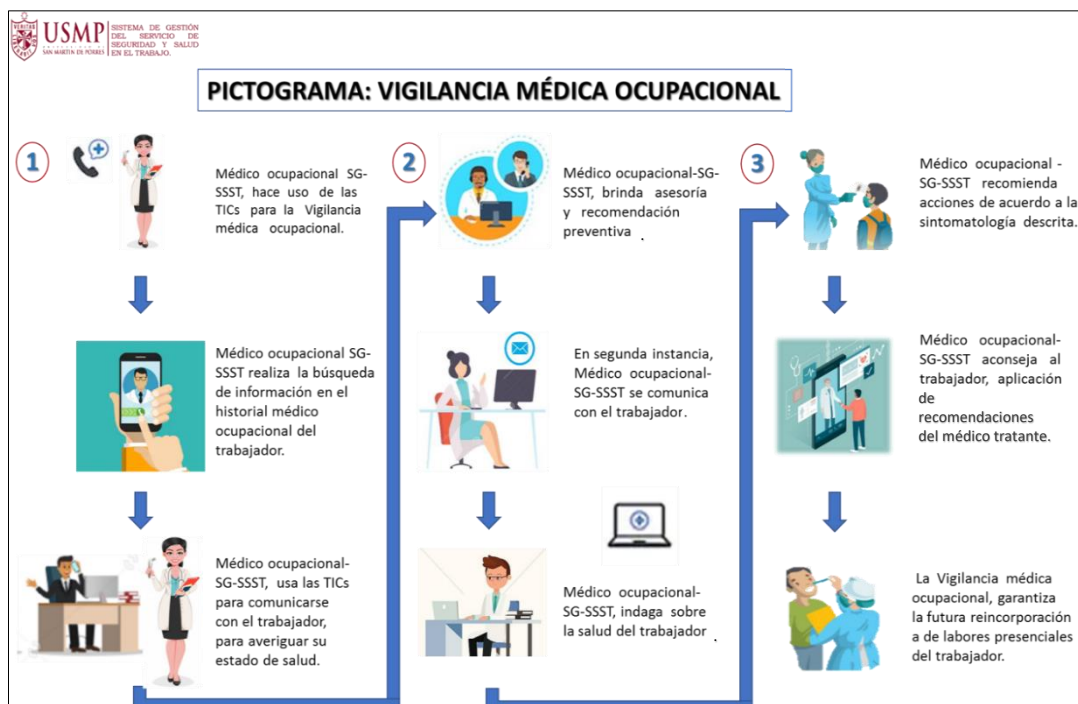 USMP
UNIVERSIDAD DE
SAN MARTIN DE PORRES
SISTEMA DE GESTIÓN
DEL SERVICIO DE
SEGURIDAD Y SALUD
EN EL TRABAJO.
PICTOGRAMA: VIGILANCIA MÉDICA OCUPACIONAL
1
Médico ocupacional SG-
SSST, hace uso de las
TICs para la Vigilancia
médica ocupacional.
Médico ocupacional SG-
SSST realiza la búsqueda
de información en el
historial médico
ocupacional del
trabajador.
Médico ocupacional-
SG-SSST, usa las TICs
para comunicarse
con el trabajador,
para averiguar su
estado de salud.
2
Médico ocupacional-SG-
SSST, brinda asesoría
y recomendación
preventiva .
En segunda instancia,
Médico ocupacional-
SG-SSST se comunica
con el trabajador.
Médico ocupacional-
SG-SSST, indaga sobre
la salud del trabajador .
3
Médico ocupacional -
SG-SSST recomienda
acciones de acuerdo a la
sintomatología descrita.
Médico ocupacional-
SG-SSST aconseja al
trabajador, aplicación
de
recomendaciones
del médico tratante.
La Vigilancia médica
ocupacional, garantiza
la futura reincorporación
a de labores presenciales
del trabajador.